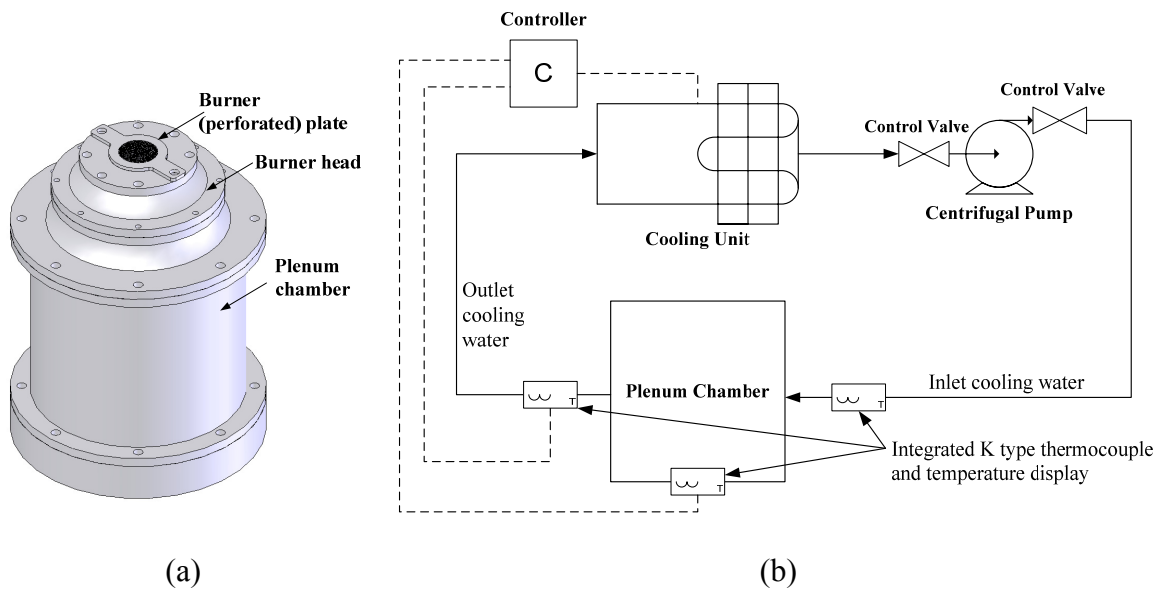 Controller
C
Burner
(perforated) plate
Burner head
Plenum
chamber
Control Valve
Control Valve
Centrifugal Pump
Cooling Unit
Outlet
cooling
water
Plenum Chamber
Inlet cooling water
T
T
T
Integrated K type thermocouple
and temperature display
(a)
(b)